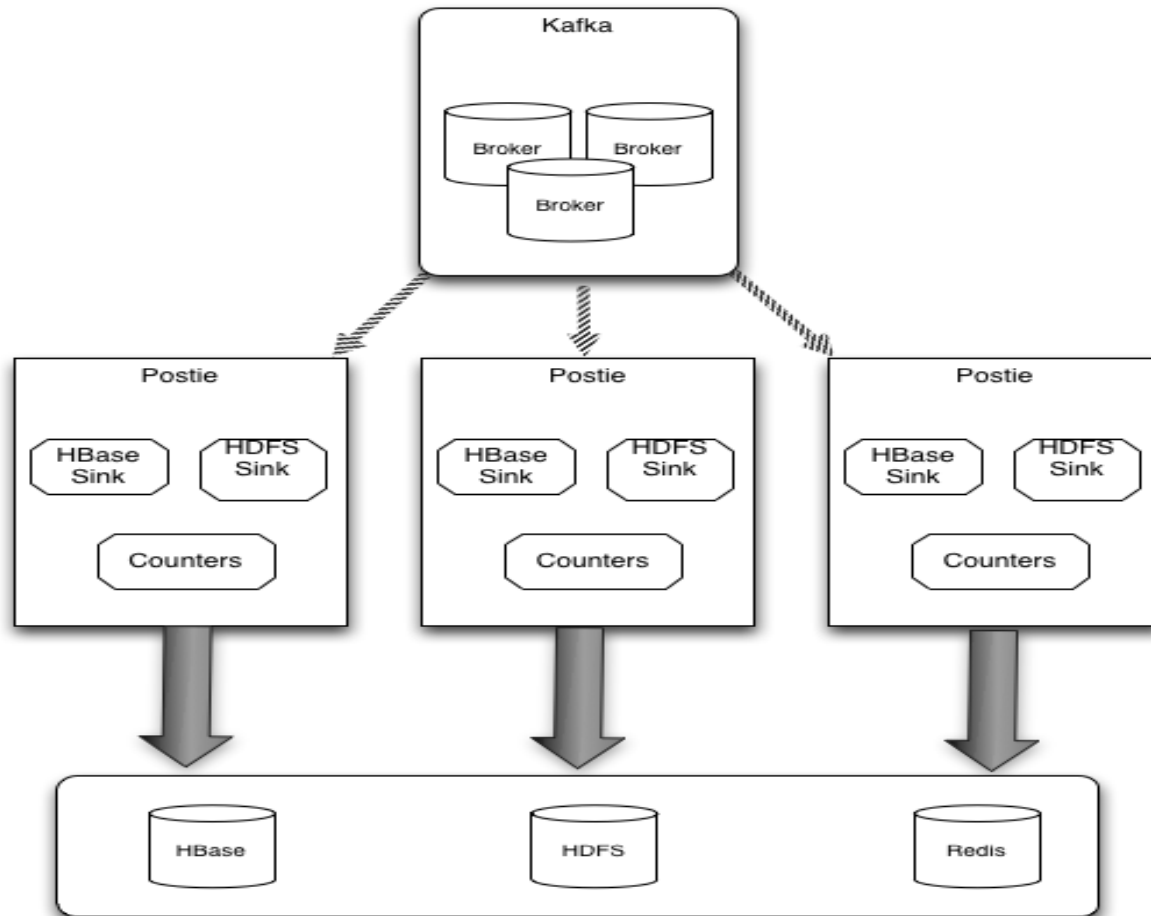 Kafka
Broker
Broker
Broker
Postie
Postie
Postie
HBase
Sink
HDFS
Sink
HBase
Sink
HDFS
Sink
HBase
Sink
HDFS
Sink
Counters
Counters
Counters
HBase
HDFS
Redis